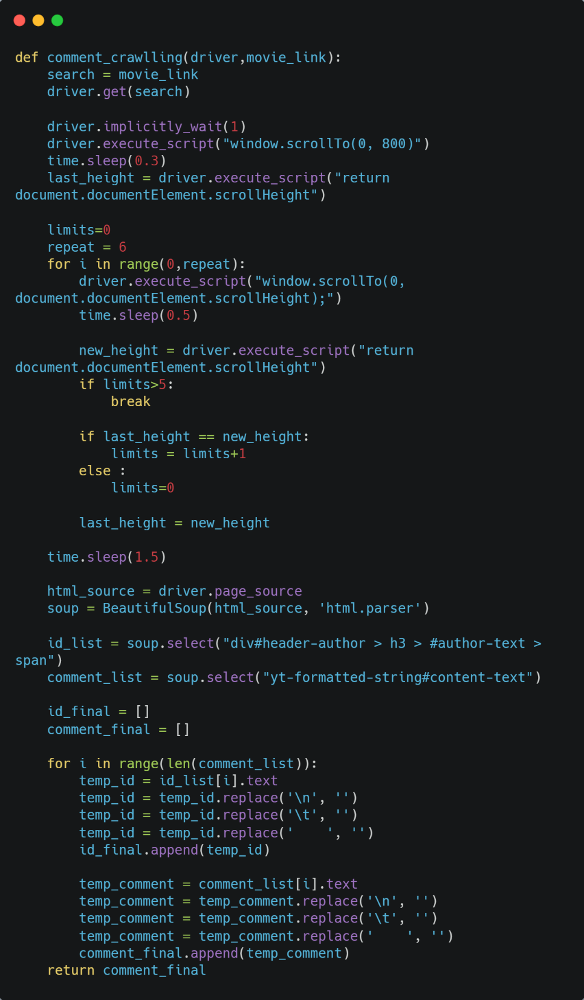 def comment_crawlling(driver,movie_link):
    search = movie_link
    driver.get(search)

    driver.implicitly_wait(1)
    driver.execute_script("window.scrollTo(0, 800)")
    time.sleep(0.3)
    last_height = driver.execute_script("return
document.documentElement.scrollHeight")

    limits=0
    repeat = 6
    for i in range(0,repeat):
        driver.execute_script("window.scrollTo(0,
document.documentElement.scrollHeight);")
        time.sleep(0.5)

        new_height = driver.execute_script("return
document.documentElement.scrollHeight")
        if limits>5:
            break

        if last_height == new_height:
            limits = limits+1
        else :
            limits=0

        last_height = new_height

    time.sleep(1.5)

    html_source = driver.page_source
    soup = BeautifulSoup(html_source, 'html.parser')

    id_list = soup.select("div#header-author > h3 > #author-text >
span")
    comment_list = soup.select("yt-formatted-string#content-text")

    id_final = []
    comment_final = []

    for i in range(len(comment_list)):
        temp_id = id_list[i].text
        temp_id = temp_id.replace('\n', '')
        temp_id = temp_id.replace('\t', '')
        temp_id = temp_id.replace('    ', '')
        id_final.append(temp_id)

        temp_comment = comment_list[i].text
        temp_comment = temp_comment.replace('\n', '')
        temp_comment = temp_comment.replace('\t', '')
        temp_comment = temp_comment.replace('    ', '')
        comment_final.append(temp_comment)
    return comment_final